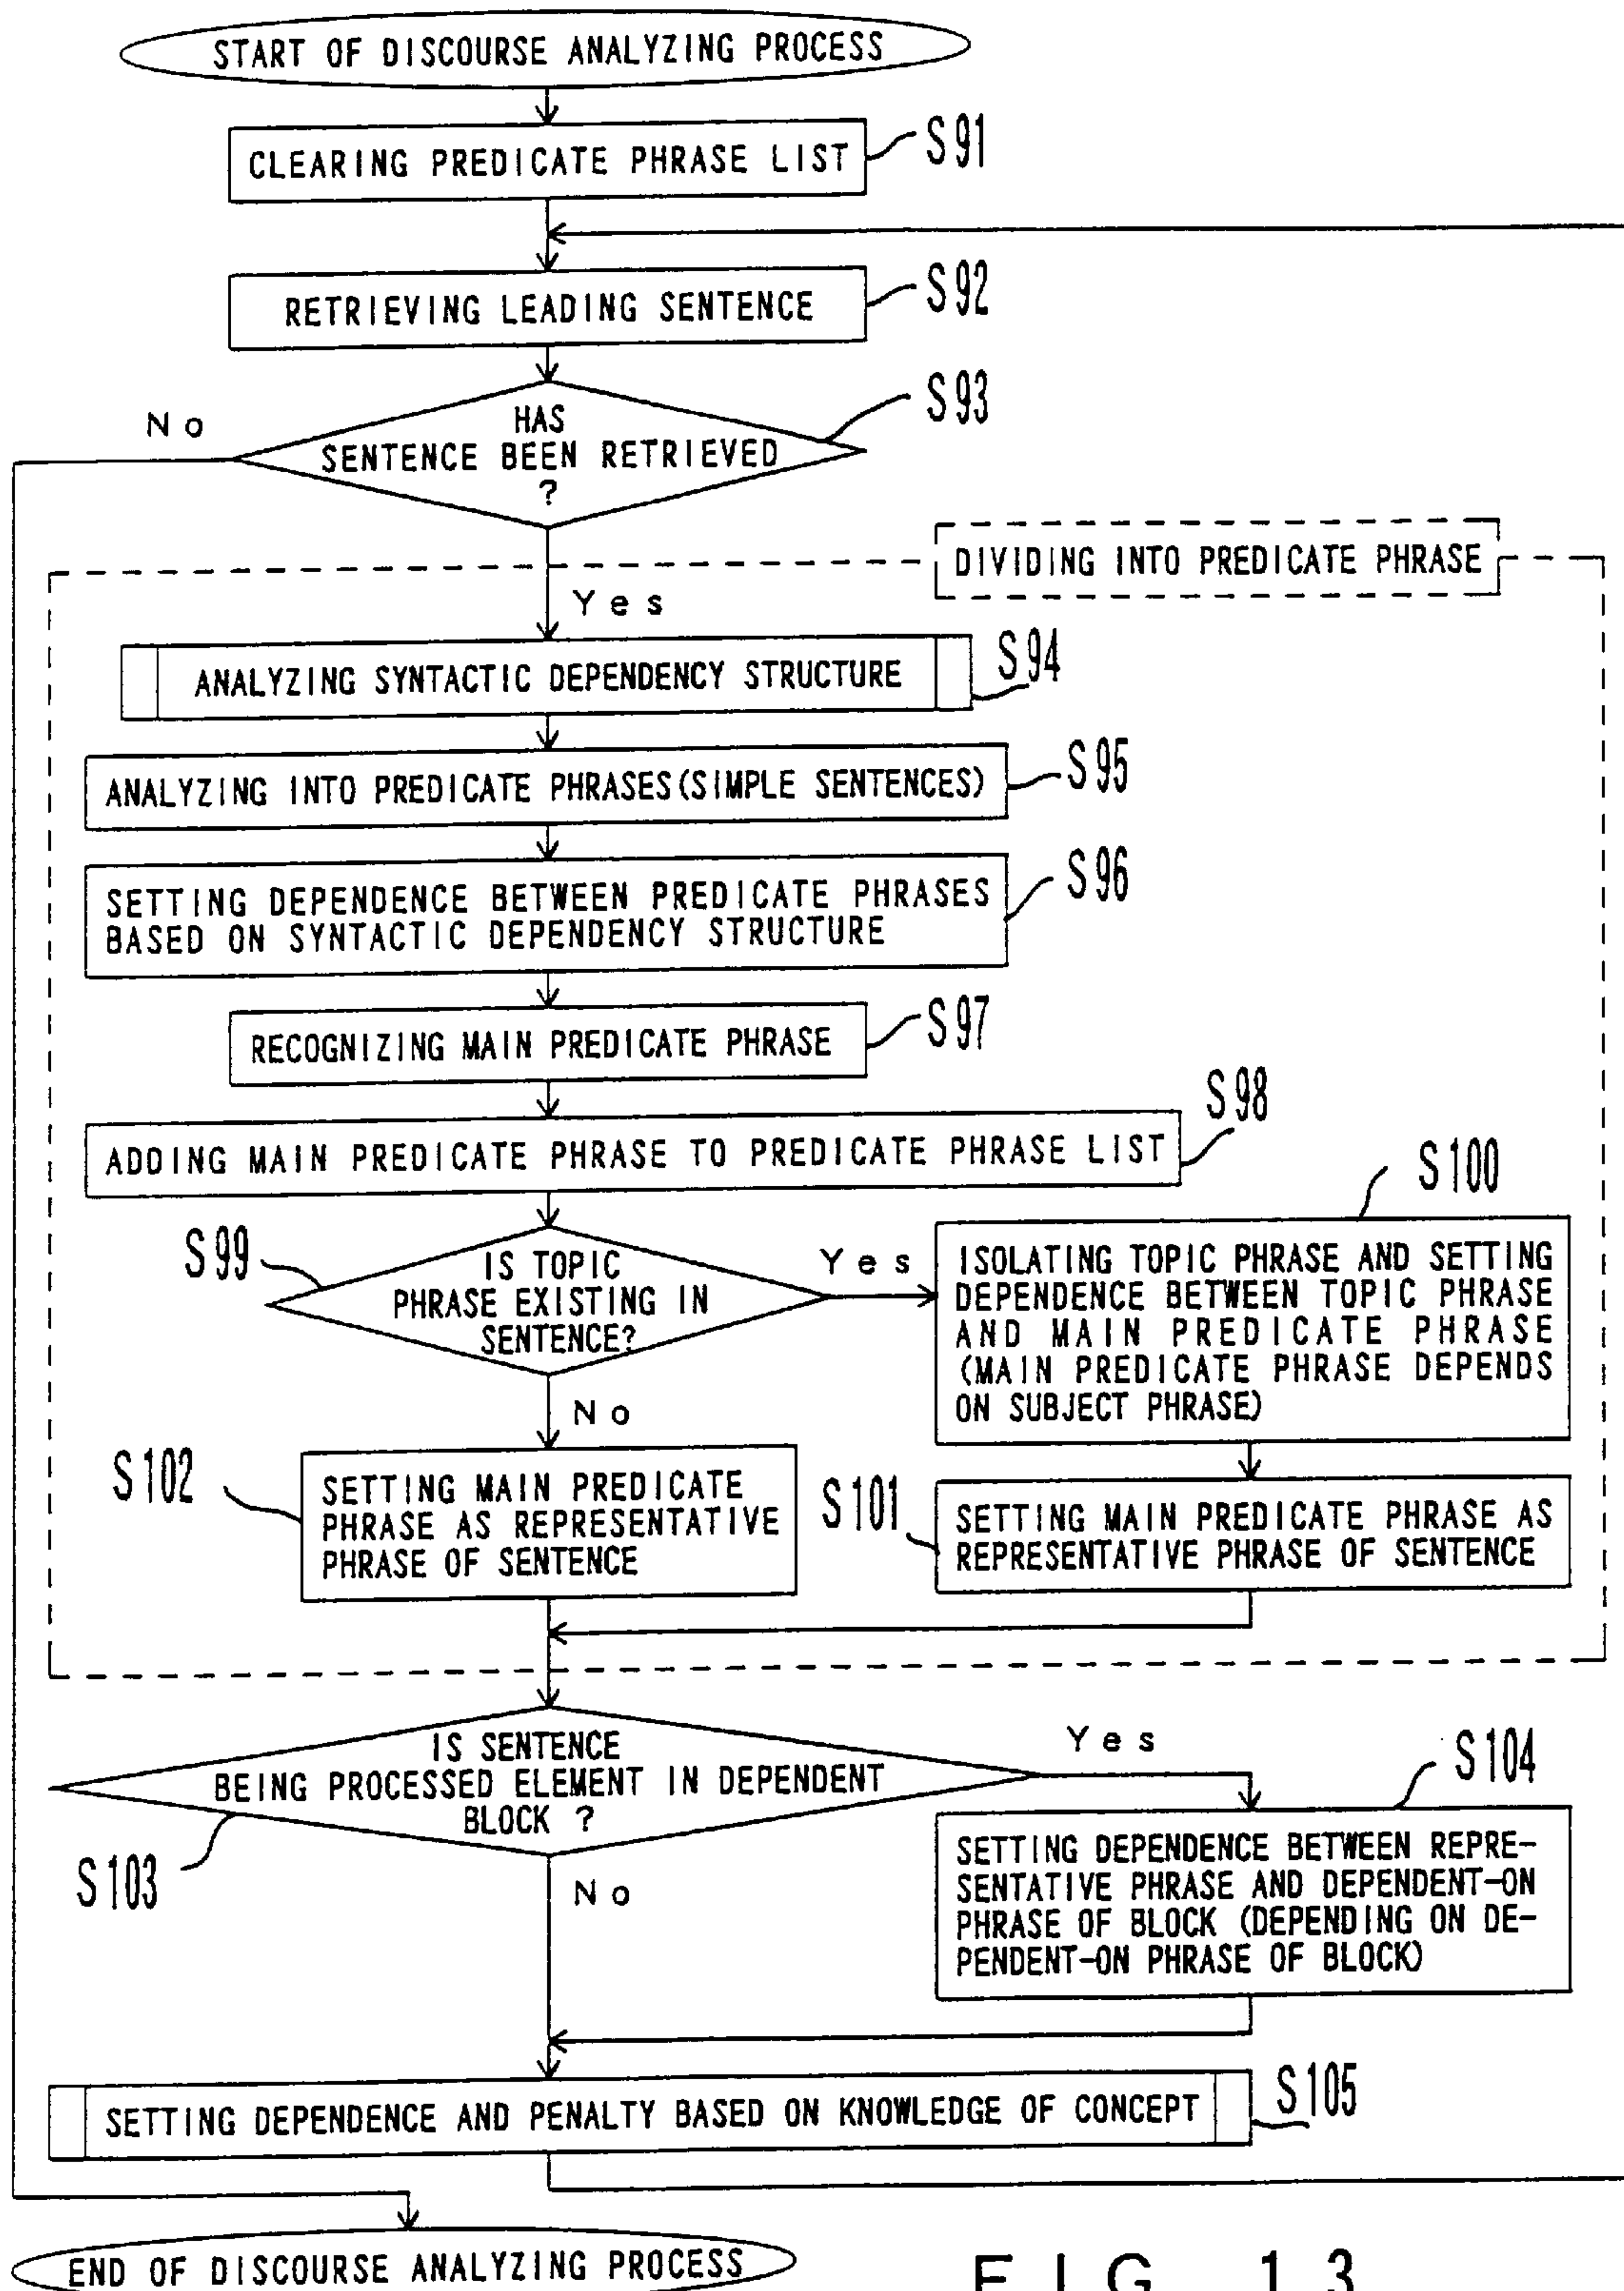 START OF DISCOURSE ANALYZING PROCESS
CLEARING PREDICATE PHRASE LIST
S91
RETRIEVING LEADING SENTENCE
S92
HAS
SENTENCE BEEN RETRIEVED
?
S93
No
DIVIDING INTO PREDICATE PHRASE
Yes
ANALYZING SYNTACTIC DEPENDENCY STRUCTURE
S94
ANALYZING INTO PREDICATE PHRASES(SIMPLE SENTENCES)
S95
SETTING DEPENDENCE BETWEEN PREDICATE PHRASES
BASED ON SYNTACTIC DEPENDENCY STRUCTURE
S96
RECOGNIZING MAIN PREDICATE PHRASE
S97
ADDING MAIN PREDICATE PHRASE TO PREDICATE PHRASE LIST
S98
S99
IS TOPIC
PHRASE EXISTING IN
SENTENCE?
Yes
S100
ISOLATING TOPIC PHRASE AND SETTING
DEPENDENCE BETWEEN TOPIC PHRASE
AND MAIN PREDICATE PHRASE
(MAIN PREDICATE PHRASE DEPENDS
ON SUBJECT PHRASE)
No
S102
SETTING MAIN PREDICATE
PHRASE AS REPRESENTATIVE
PHRASE OF SENTENCE
S101
SETTING MAIN PREDICATE PHRASE AS
REPRESENTATIVE PHRASE OF SENTENCE
IS SENTENCE
BEING PROCESSED ELEMENT IN DEPENDENT
BLOCK ?
S103
Yes
S104
SETTING DEPENDENCE BETWEEN REPRE-
SENTATIVE PHRASE AND DEPENDENT-ON
PHRASE OF BLOCK (DEPENDING ON DE-
PENDENT-ON PHRASE OF BLOCK)
No
SETTING DEPENDENCE AND PENALTY BASED ON KNOWLEDGE OF CONCEPT
S105
END OF DISCOURSE ANALYZING PROCESS
FIG. 13